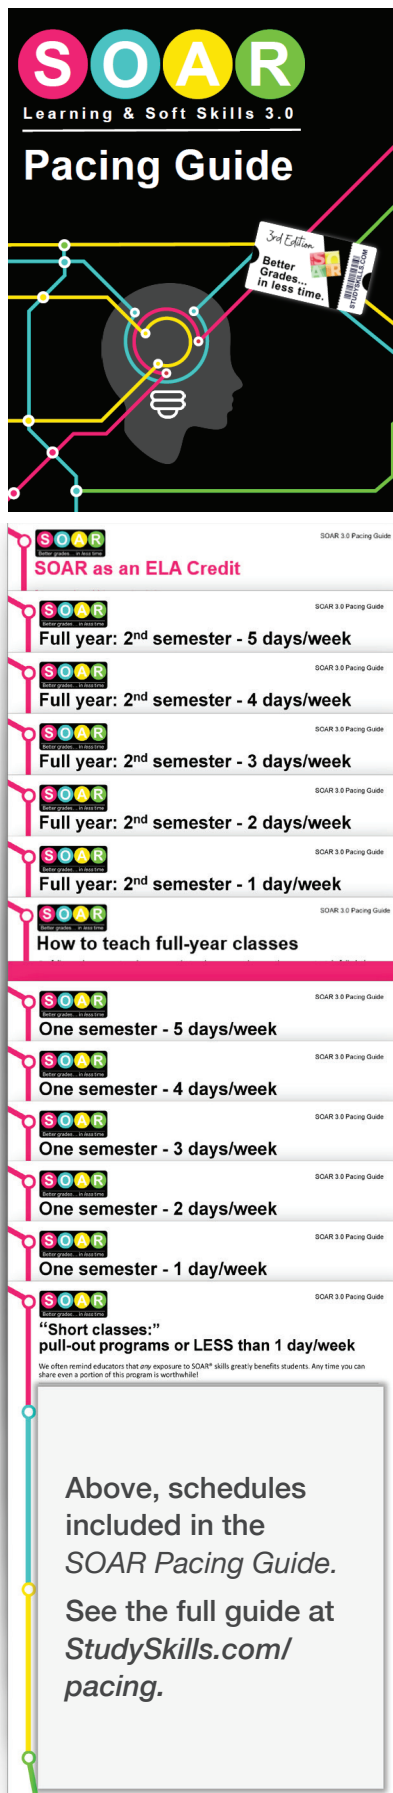 SOAR
Learning & Soft Skills 3.0
Pacing Guide
3rd Edition
Better
Grades...
in less time.
SOAR
STUDYSKILLS.COM
SOAR
SOAR 3.0 Pacing Guide
Better grades... in less time
SOAR as an ELA Credit
SOAR
SOAR 3.0 Pacing Guide
Better grades... in less time
Full year: 2nd semester - 5 days/week
SOAR
SOAR 3.0 Pacing Guide
Better grades... in less time
Full year: 2nd semester - 4 days/week
SOAR
SOAR 3.0 Pacing Guide
Better grades... in less time
Full year: 2nd semester - 3 days/week
SOAR
SOAR 3.0 Pacing Guide
Better grades... in less time
Full year: 2nd semester - 2 days/week
SOAR
SOAR 3.0 Pacing Guide
Better grades... in less time
Full year: 2nd semester - 1 day/week
SOAR
SOAR 3.0 Pacing Guide
Better grades... in less time
How to teach full-year classes
SOAR
SOAR 3.0 Pacing Guide
Better grades... in less time
One semester - 5 days/week
SOAR
SOAR 3.0 Pacing Guide
Better grades... in less time
One semester - 4 days/week
SOAR
SOAR 3.0 Pacing Guide
Better grades... in less time
One semester - 3 days/week
SOAR
SOAR 3.0 Pacing Guide
Better grades... in less time
One semester - 2 days/week
SOAR
SOAR 3.0 Pacing Guide
Better grades... in less time
One semester - 1 day/week
SOAR
SOAR 3.0 Pacing Guide
Better grades... in less time
“Short classes:”
pull-out programs or LESS than 1 day/week
We often remind educators that any exposure to SOAR® skills greatly benefits students. Any time you can
share even a portion of this program is worthwhile!
Above, schedules
included in the
SOAR Pacing Guide.
See the full guide at
StudySkills.com/
pacing.